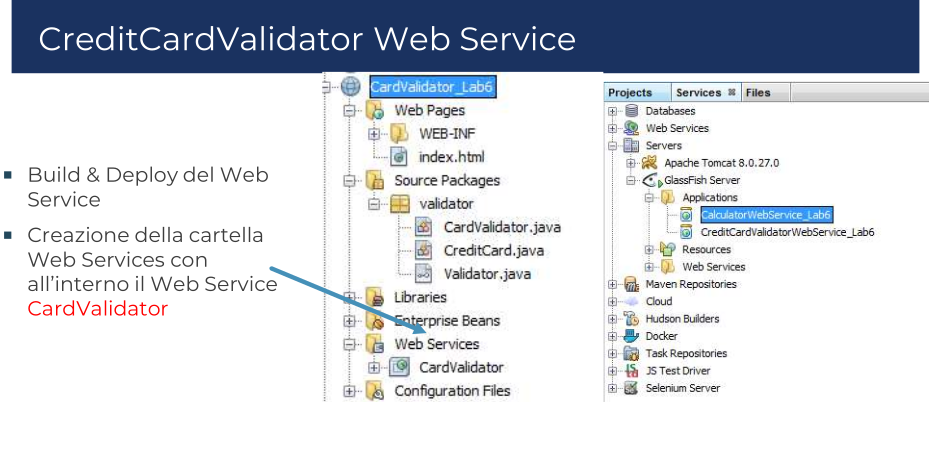 CreditCardValidator Web Service
Build & Deploy del Web
Service
Creazione della cartella
Web Services con
all’interno il Web Service
CardValidator
CardValidator_Lab6
Web Pages
WEB-INF
index.html
Source Packages
validator
CardValidator.java
CreditCard.java
Validator.java
Libraries
Enterprise Beans
Web Services
CardValidator
Configuration Files
Projects Services Files
Databases
Web Services
Servers
Apache Tomcat 8.0.27.0
GlassFish Server
Applications
CalculatorWebService_Lab6
CreditCardValidatorWebService_Lab6
Resources
Web Services
Maven Repositories
Cloud
Hudson Builders
Docker
Task Repositories
JS Test Driver
Selenium Server